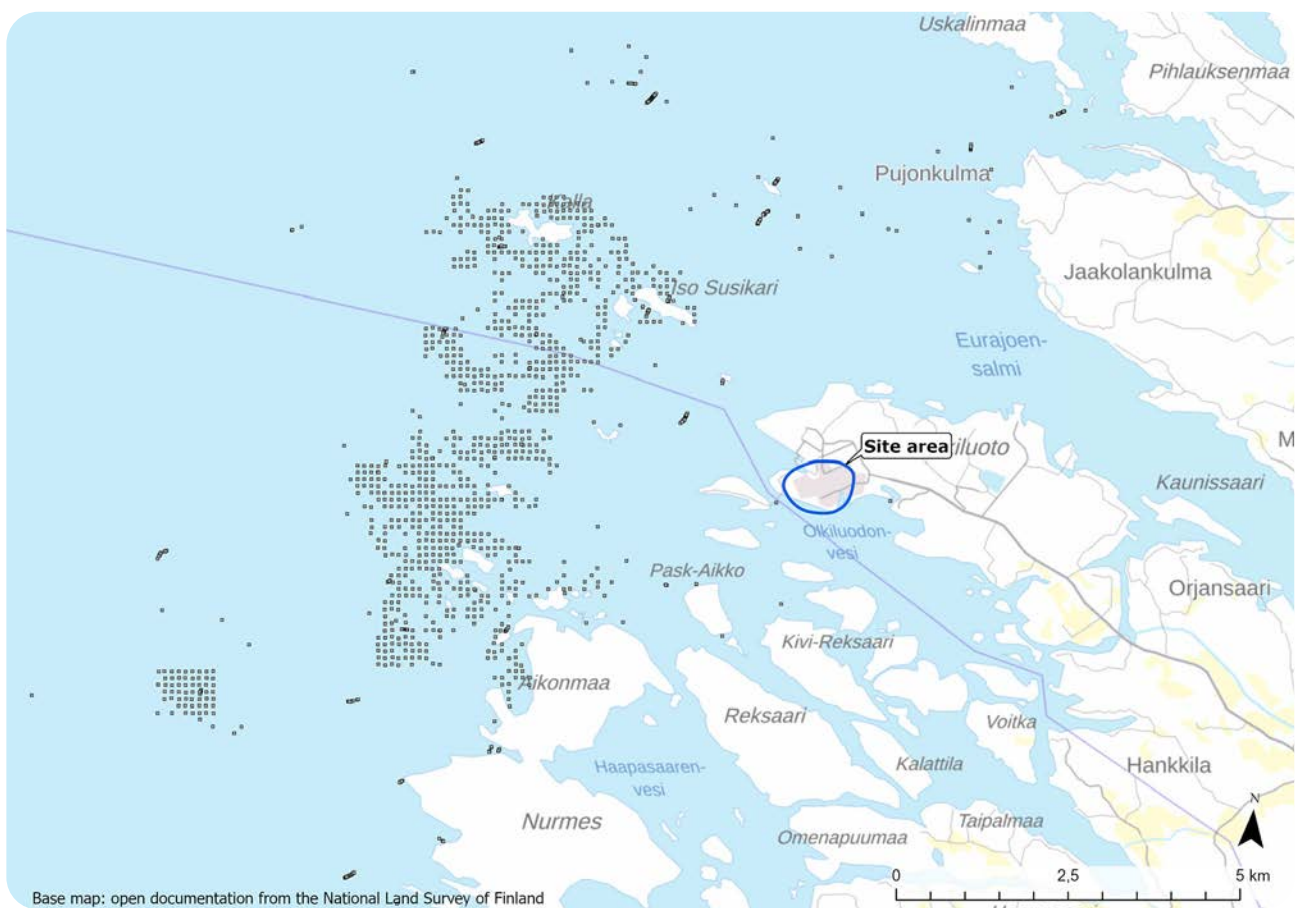 Uskalinmaa
Pihlauksenmaa
Pujonkulma
Kalla
Jaakolankulma
Iso Susikari
Eurajoen-
salmi
M
Site area
kiluoto
Kaunissaari
Olkiluodon-
vesi
Pask-Aikko
Orjansaari
Kivi-Reksaari
Aikonmaa
Reksaari
Voitka
Haapasaaren-
vesi
Kalattila
Hankkila
Nurmes
Taipalmaa
Omenapuumaa
N
0 2,5 5 km
Base map: open documentation from the National Land Survey of Finland